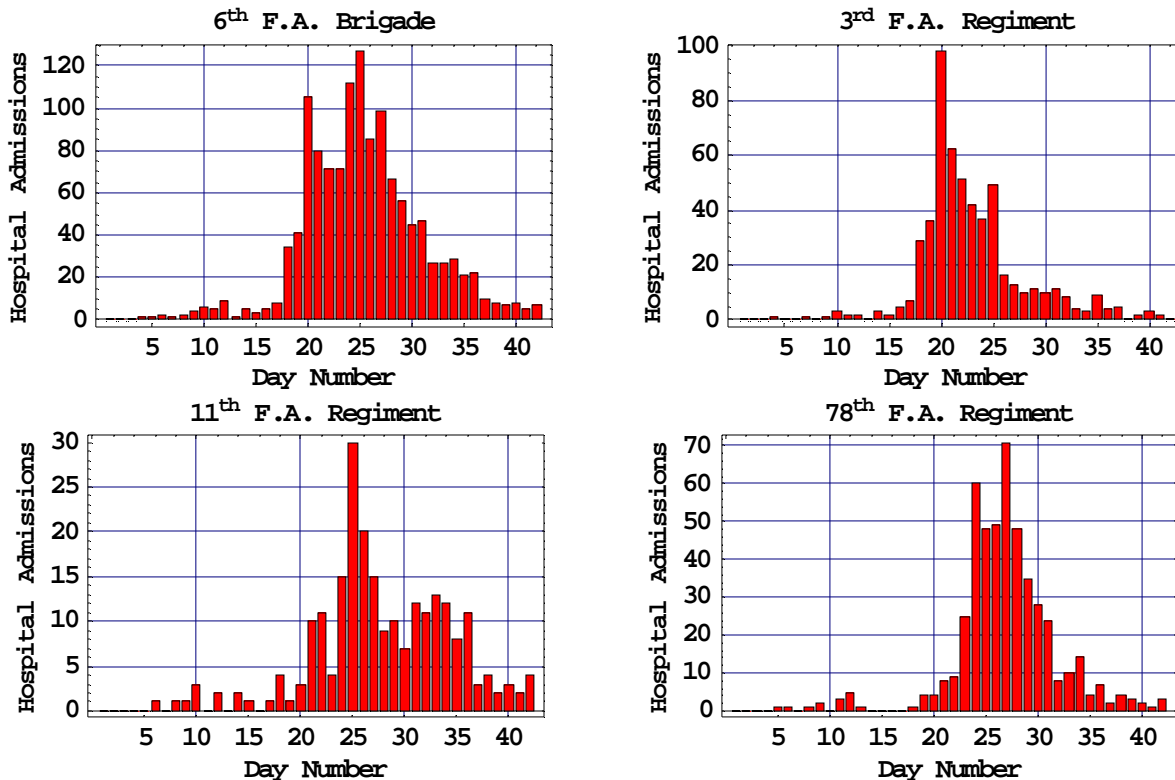 6th F.A. Brigade
Hospital Admissions
120
100
80
60
40
20
0
5 10 15 20 25 30 35 40
Day Number
3rd F.A. Regiment
Hospital Admissions
100
80
60
40
20
0
5 10 15 20 25 30 35 40
Day Number
11th F.A. Regiment
Hospital Admissions
30
25
20
15
10
5
0
5 10 15 20 25 30 35 40
Day Number
78th F.A. Regiment
Hospital Admissions
70
60
50
40
30
20
10
0
5 10 15 20 25 30 35 40
Day Number